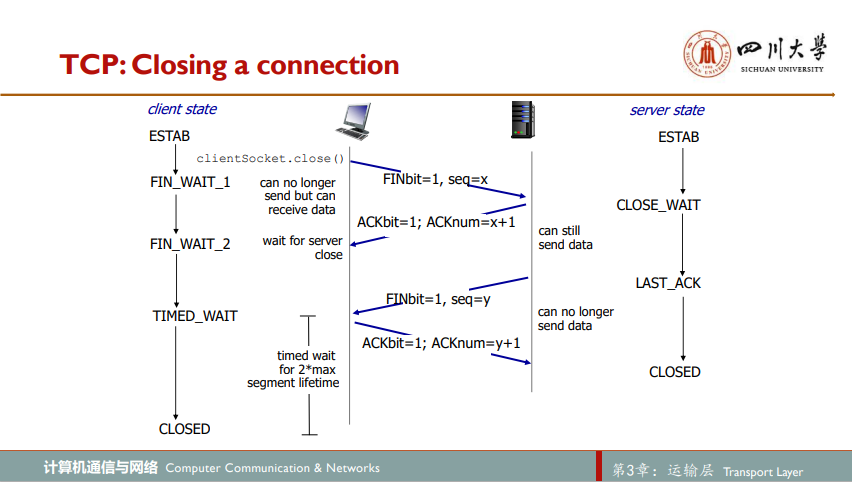 TCP: Closing a connection
四川大学
SICHUAN UNIVERSITY
client state
server state
ESTAB
ESTAB
clientSocket.close()
FIN_WAIT_1
can no longer
send but can
receive data
FINbit=1, seq=x
CLOSE_WAIT
ACKbit=1; ACKnum=x+1
can still
send data
FIN_WAIT_2
wait for server
close
LAST_ACK
FINbit=1, seq=y
can no longer
send data
TIMED_WAIT
ACKbit=1; ACKnum=y+1
timed wait
for 2*max
segment lifetime
CLOSED
CLOSED
计算机通信与网络 Computer Communication & Networks
第3章：运输层 Transport Layer